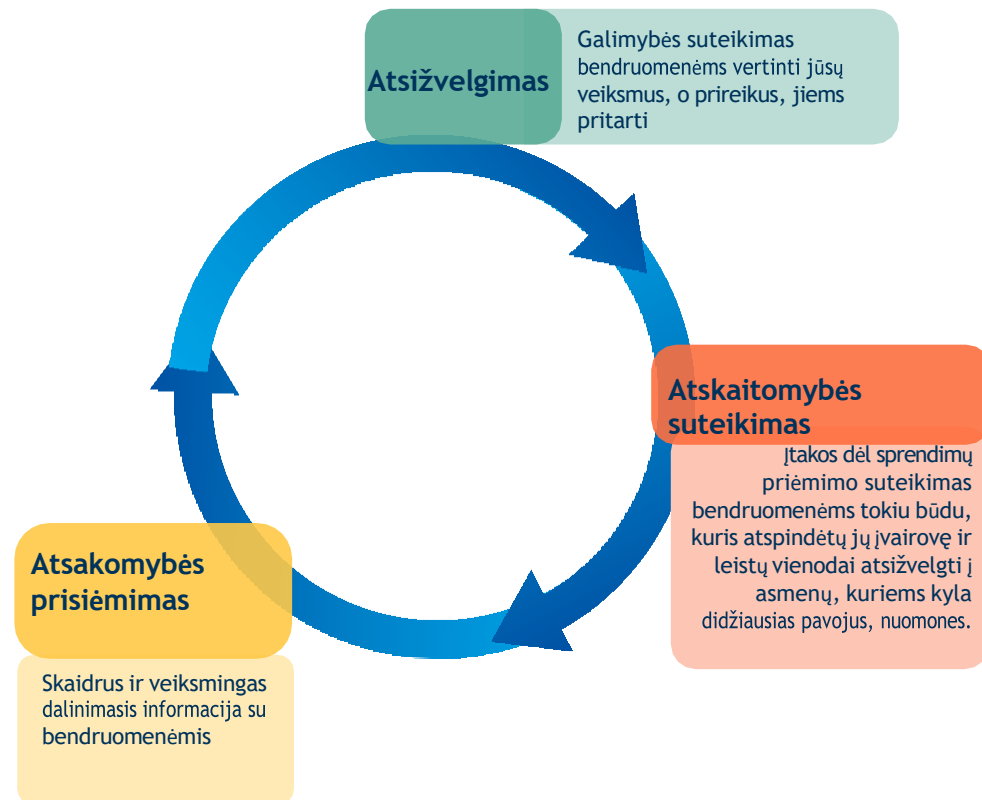 Atsižvelgimas
Galimybės suteikimas
bendruomenėms vertinti jūsų
veiksmus, o prireikus, jiems
pritarti
Atskaitomybės
suteikimas
Įtakos dėl sprendimų
priėmimo suteikimas
bendruomenėms tokiu būdu,
kuris atspindėtų jų įvairovę ir
leistų vienodai atsižvelgti į
asmenų, kuriems kyla
didžiausias pavojus, nuomones.
Atsakomybės
prisiėmimas
Skaidrus ir veiksmingas
dalinimasis informacija su
bendruomenėmis